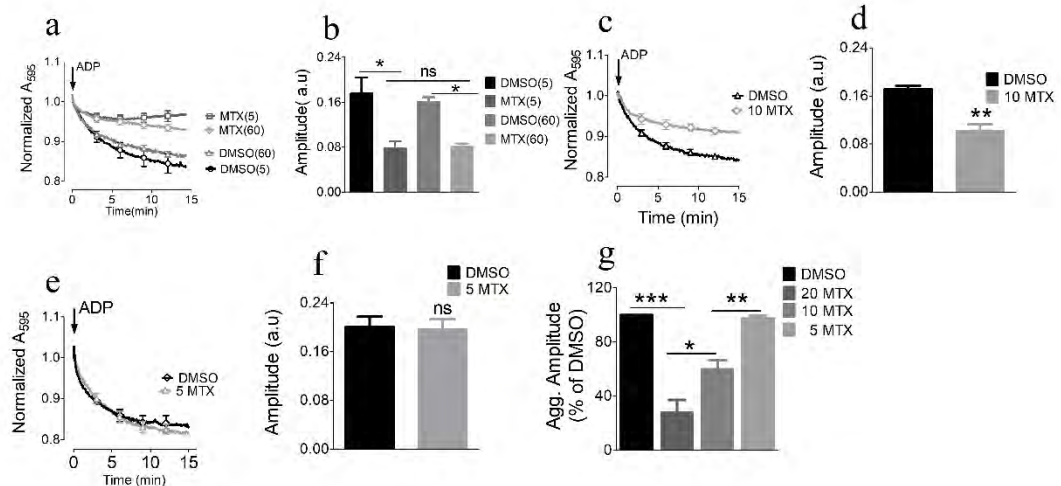 a
Normalized A595
ADP
1.1
1.0
0.9
0.8
0
5
10
15
Time(min)
MTX(5)
MTX(60)
DMSO(60)
DMSO(5)
b
Amplitude( a.u)
0.24
0.16
0.08
0.00
*
ns
*
DMSO(5)
MTX(5)
DMSO(60)
MTX(60)
c
Normalized A595
ADP
1.1
1.0
0.9
0.8
0
5
10
15
Time (min)
DMSO
10 MTX
d
Amplitude (a.u)
0.24
0.16
0.08
0.00
**
DMSO
10 MTX
e
Normalized A595
ADP
1.0
0.9
0.8
0
5
10
15
Time (min)
DMSO
5 MTX
f
Amplitude (a.u)
0.24
0.16
0.08
0.00
ns
DMSO
5 MTX
g
Agg. Amplitude
(% of DMSO)
120
80
40
0
***
*
**
DMSO
20 MTX
10 MTX
5 MTX